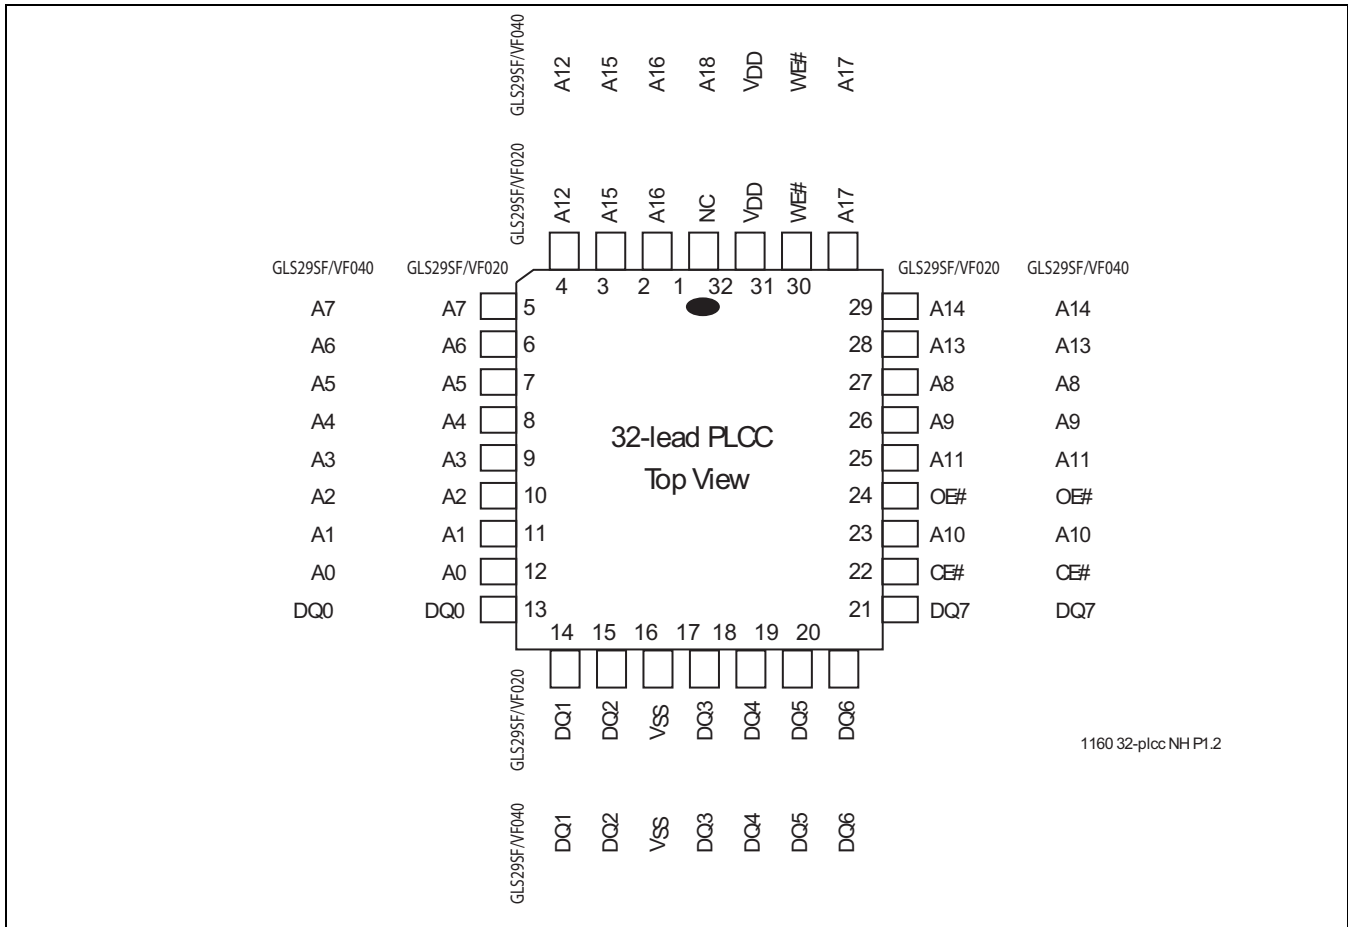 GLS29SF/VF040 A12 A15 A16 A18 VDD WE# A17
GLS29SF/VF020 A12 A15 A16 NC VDD WE# A17
GLS29SF/VF040 GLS29SF/VF020 GLS29SF/VF020 GLS29SF/VF040
4 3 2 1 32 31 30
A7 A7 5 29 A14 A14
A6 A6 6 28 A13 A13
A5 A5 7 27 A8 A8
A4 A4 8 26 A9 A9
A3 A3 9 25 A11 A11
A2 A2 10 24 OE# OE#
A1 A1 11 23 A10 A10
A0 A0 12 22 CE# CE#
DQ0 DQ0 13 21 DQ7 DQ7
32-lead PLCC
Top View
14 15 16 17 18 19 20
GLS29SF/VF020 DQ1 DQ2 VSS DQ3 DQ4 DQ5 DQ6
GLS29SF/VF040 DQ1 DQ2 VSS DQ3 DQ4 DQ5 DQ6
1160 32-plcc NH P1.2